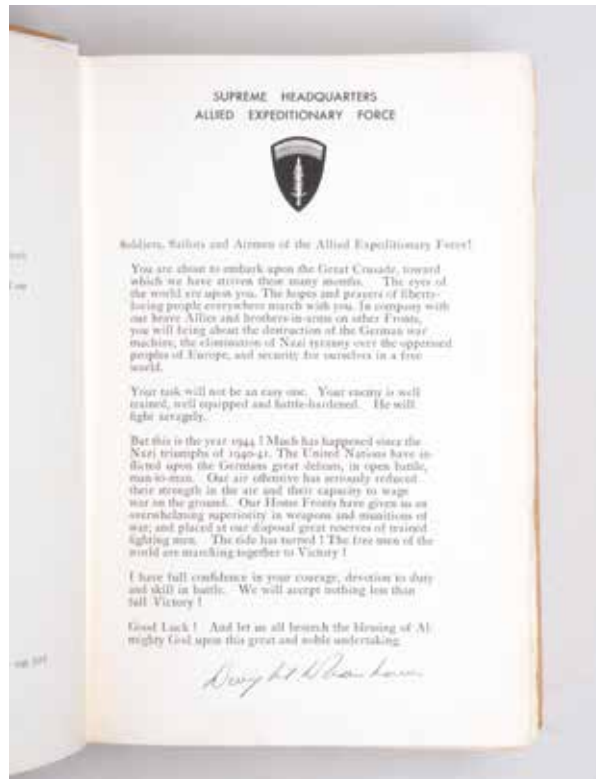 SUPREME HEADQUARTERS
ALLIED EXPEDITIONARY FORCE
Soldiers, Sailors and Airmen of the Allied Expeditionary Force!
You are about to embark upon the Great Crusade, toward
which we have striven these many months. The eyes of
the world are upon you. The hopes and prayers of liberty-
loving people everywhere march with you. In company with
our brave Allies and brothers-in-arms on other Fronts,
you will bring about the destruction of the German war
machine, the elimination of Nazi tyranny over the oppressed
peoples of Europe, and security for ourselves in a free
world.
Your task will not be an easy one. Your enemy is well
trained, well equipped and battle-hardened. He will
fight savagely.
But this is the year 1944 ! Much has happened since the
Nazi triumphs of 1940-41. The United Nations have in-
flicted upon the Germans great defeats, in open battle,
man-to-man. Our air offensive has seriously reduced
their strength in the air and their capacity to wage
war on the ground. Our Home Fronts have given us an
overwhelming superiority in weapons and munitions of
war, and placed at our disposal great reserves of trained
fighting men. The tide has turned ! The free men of the
world are marching together to Victory !
I have full confidence in your courage, devotion to duty
and skill in battle. We will accept nothing less than
full Victory !
Good Luck ! And let us all beseech the blessing of Al-
mighty God upon this great and noble undertaking.
Dwight D Eisenhower